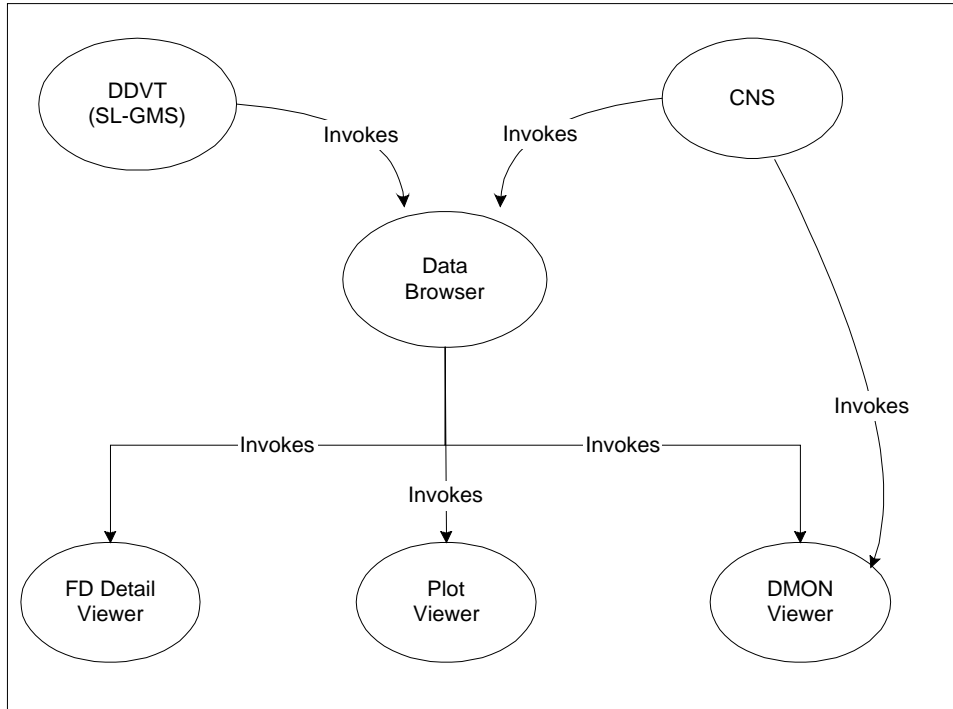 DDVT
(SL-GMS)
CNS
Invokes
Invokes
Data
Browser
Invokes
Invokes
Invokes
Invokes
FD Detail
Viewer
Plot
Viewer
DMON
Viewer